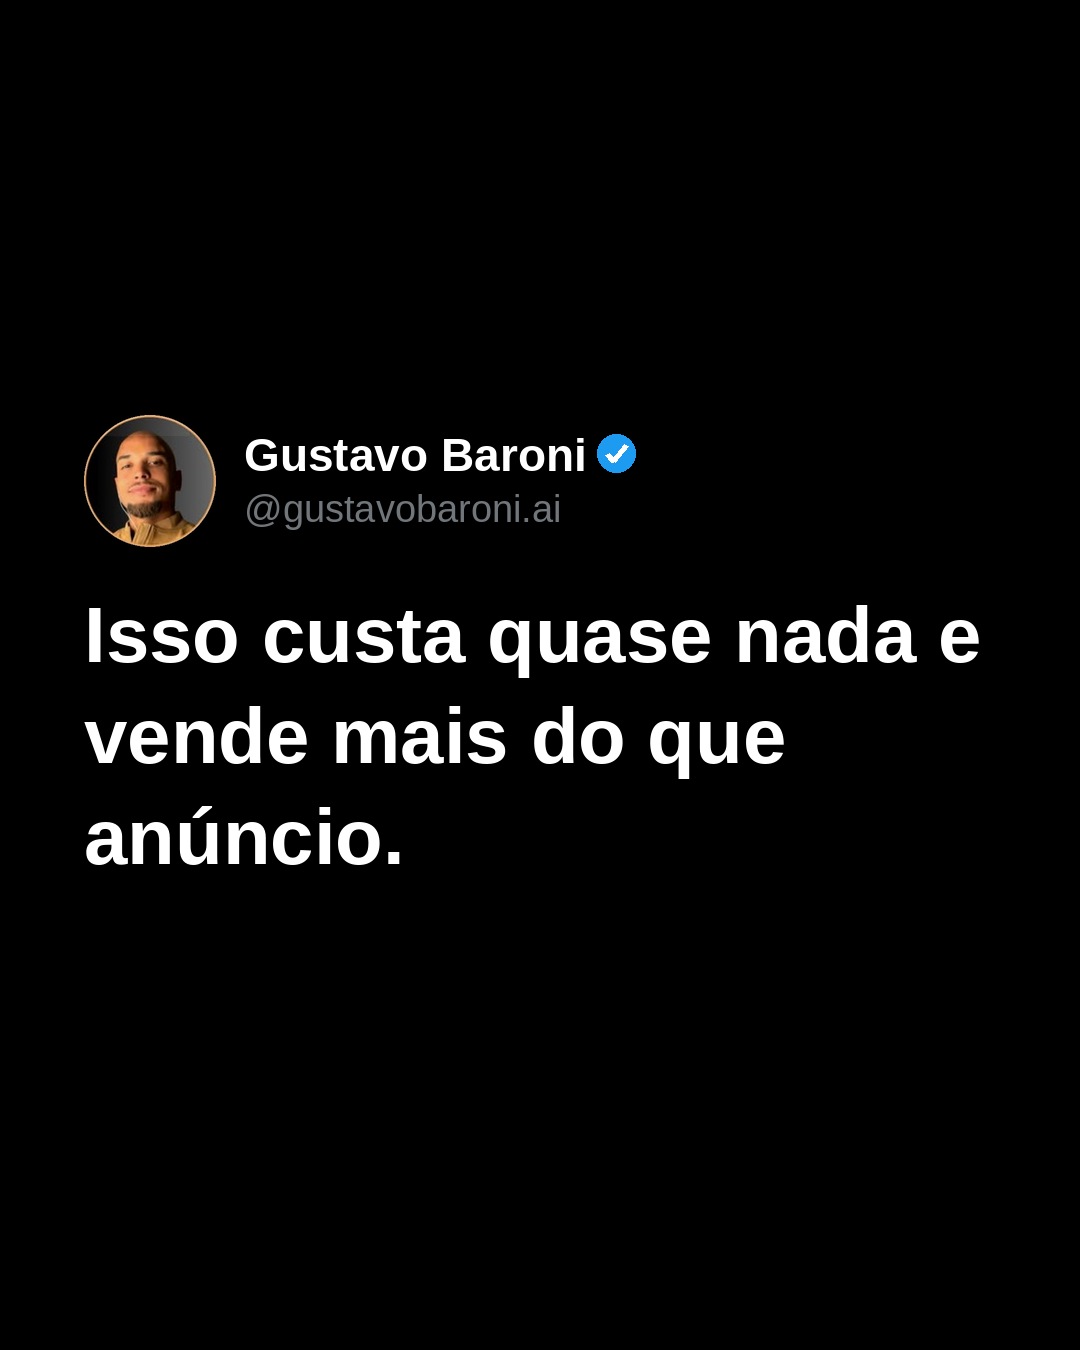 Gustavo Baroni
@gustavobaroni.ai
Isso custa quase nada e
vende mais do que
anúncio.